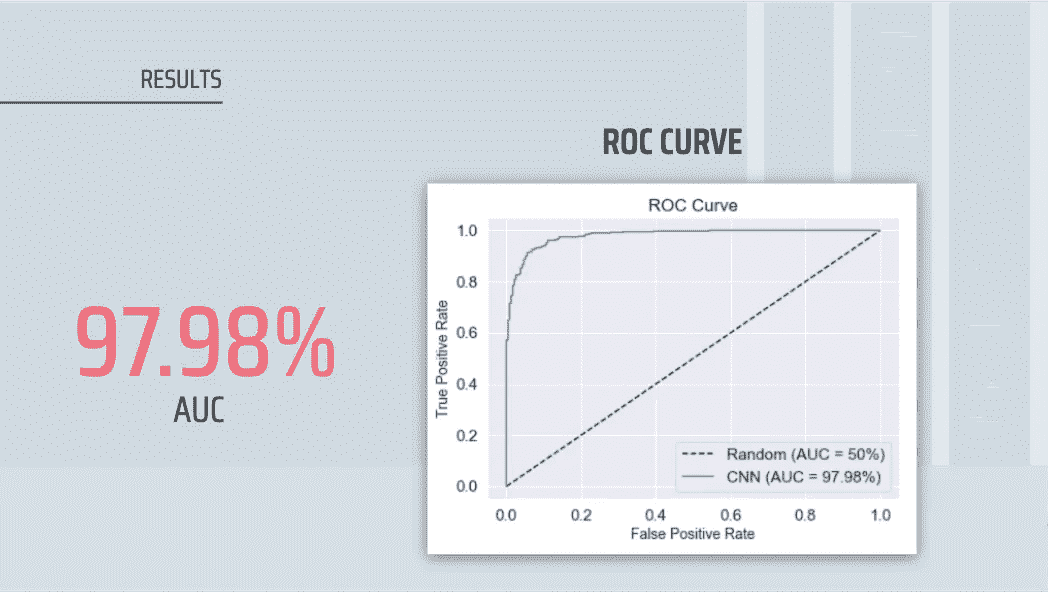 RESULTS
ROC CURVE
97.98%
AUC
ROC Curve
True Positive Rate
1.0
0.8
0.6
0.4
0.2
0.0
Random (AUC = 50%)
CNN (AUC = 97.98%)
0.0 0.2 0.4 0.6 0.8 1.0
False Positive Rate